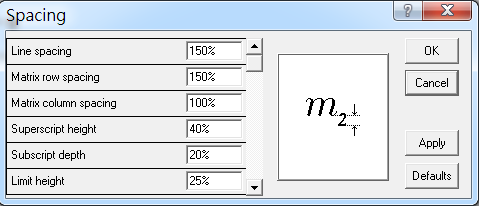 Spacing
Line spacing 150%
Matrix row spacing 150%
Matrix column spacing 100%
Superscript height 40%
Subscript depth 20%
Limit height 25%
m2
OK
Cancel
Apply
Defaults